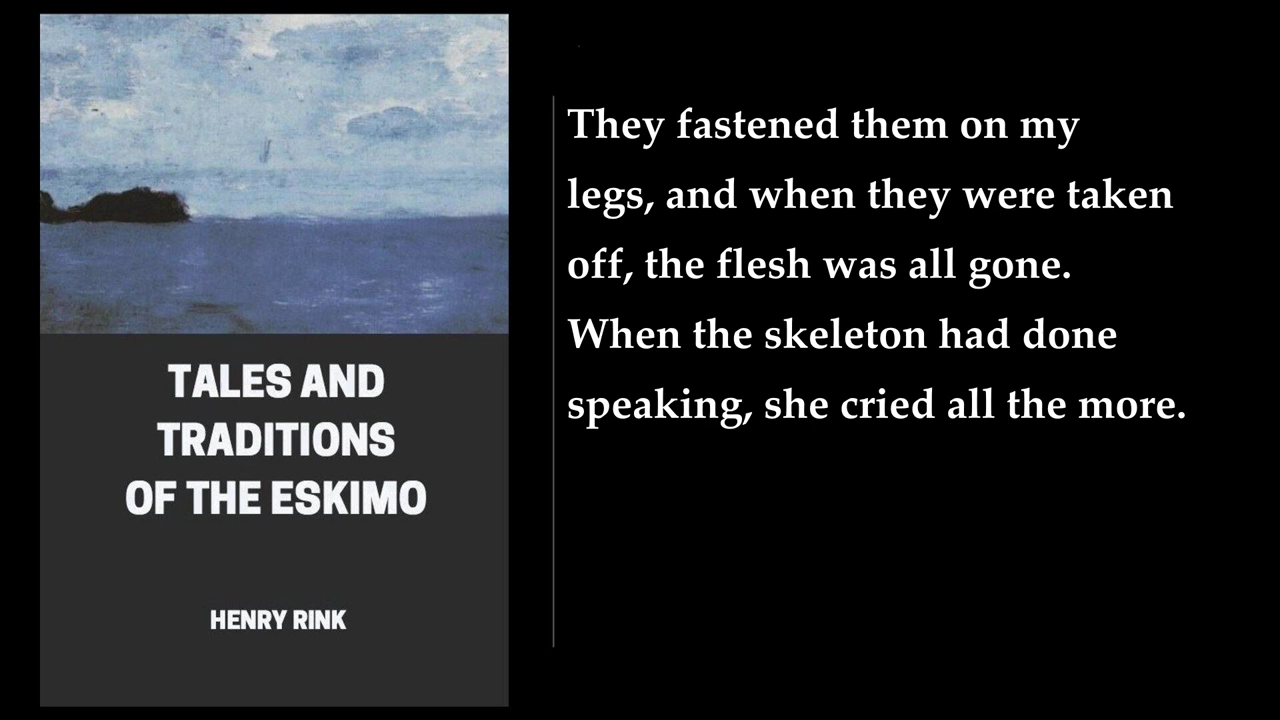 TALES AND
TRADITIONS
OF THE ESKIMO
HENRY RINK
They fastened them on my
legs, and when they were taken
off, the flesh was all gone.
When the skeleton had done
speaking, she cried all the more.